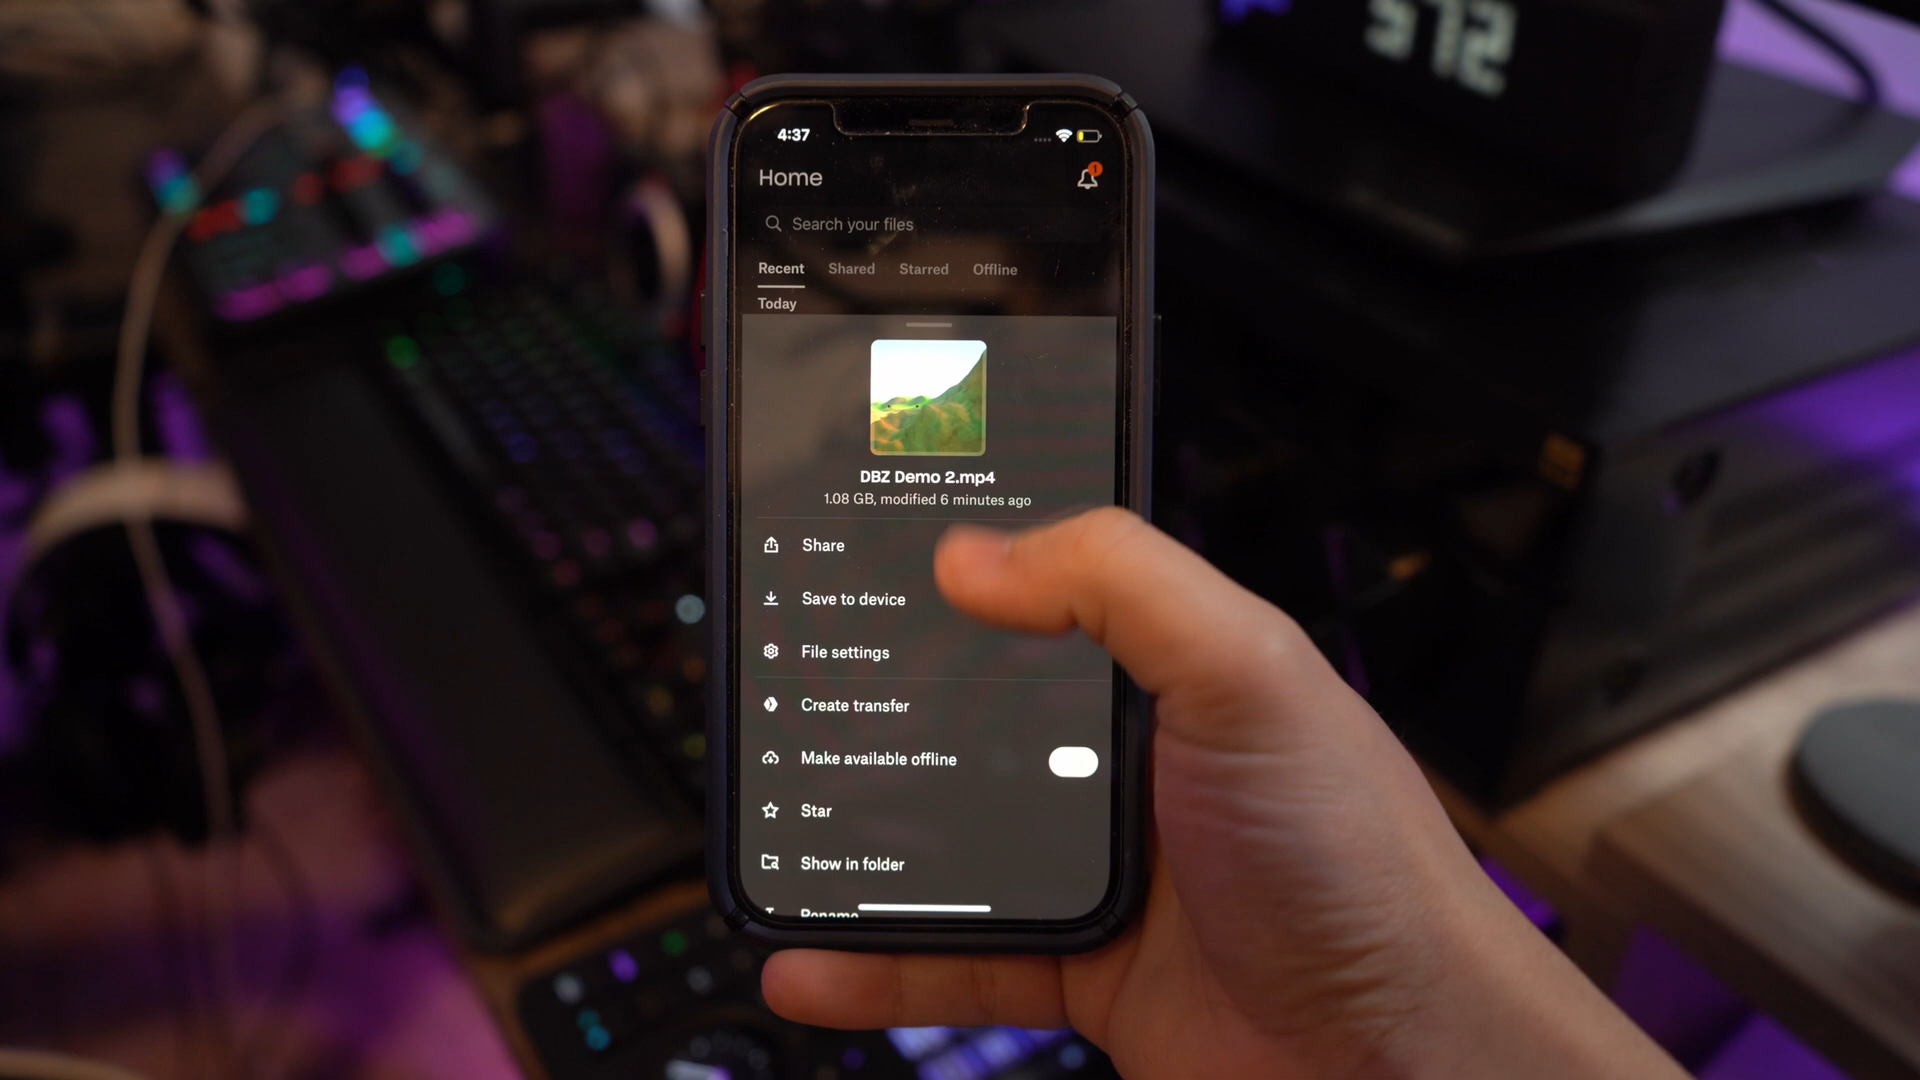 4:37
Home
Search your files
Recent Shared Starred Offline
Today
DBZ Demo 2.mp4
1.08 GB, modified 6 minutes ago
Share
Save to device
File settings
Create transfer
Make available offline
Star
Show in folder
Rename